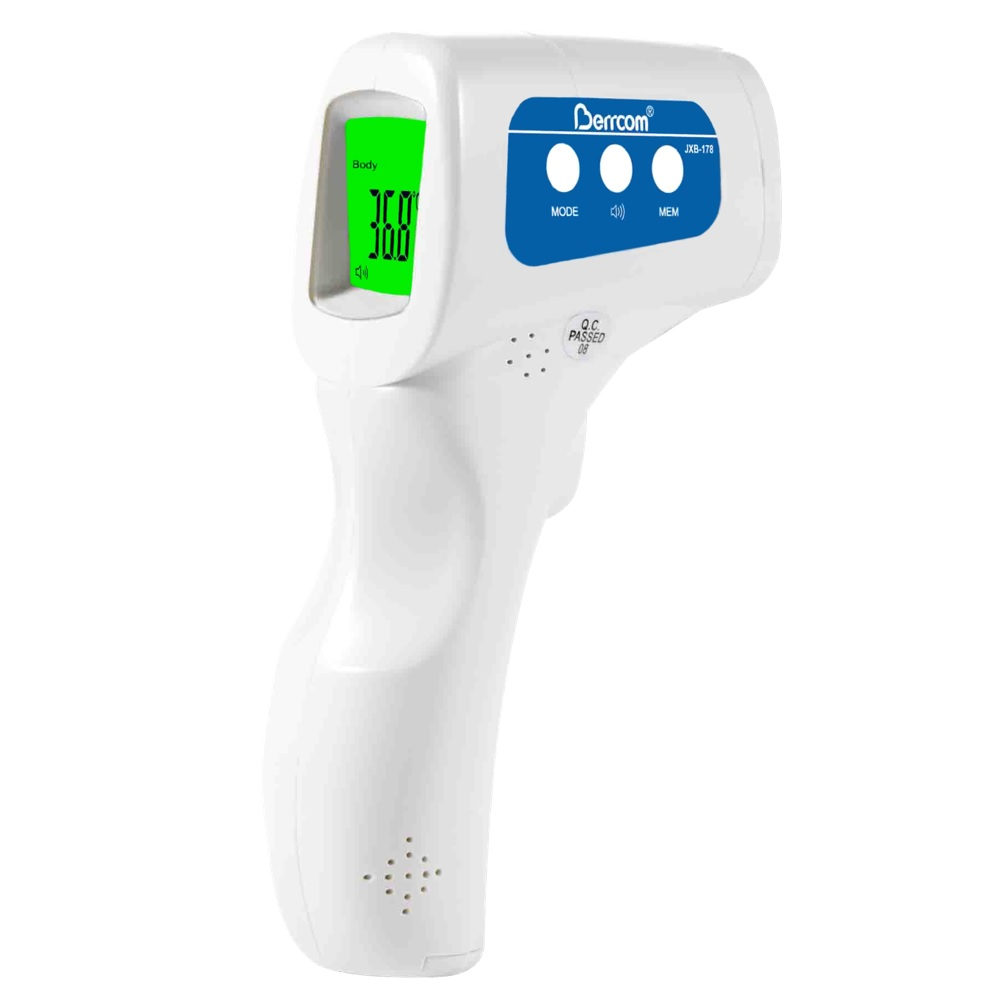 Berrcom®
JXB-178
MODE
MEM
Body
36.8°
Q.C.
PASSED
08